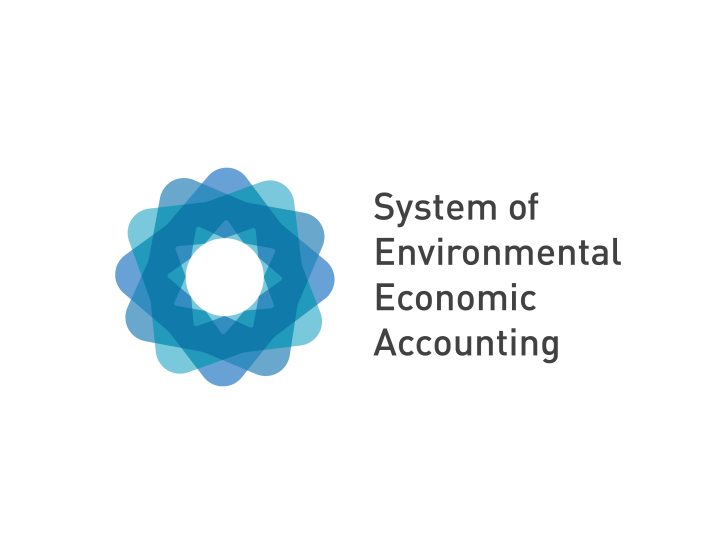 System of
Environmental
Economic
Accounting